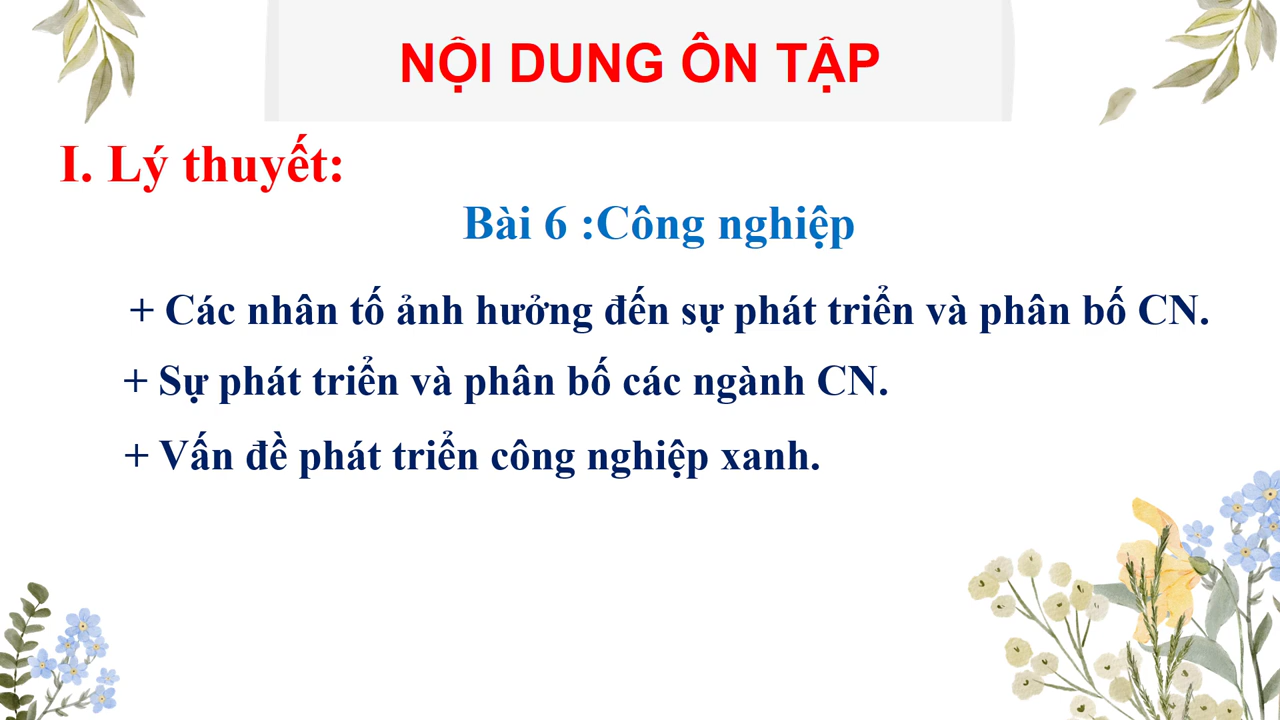 NỘI DUNG ÔN TẬP
I. Lý thuyết:
Bài 6 :Công nghiệp
+ Các nhân tố ảnh hưởng đến sự phát triển và phân bố CN.
+ Sự phát triển và phân bố các ngành CN.
+ Vấn đề phát triển công nghiệp xanh.